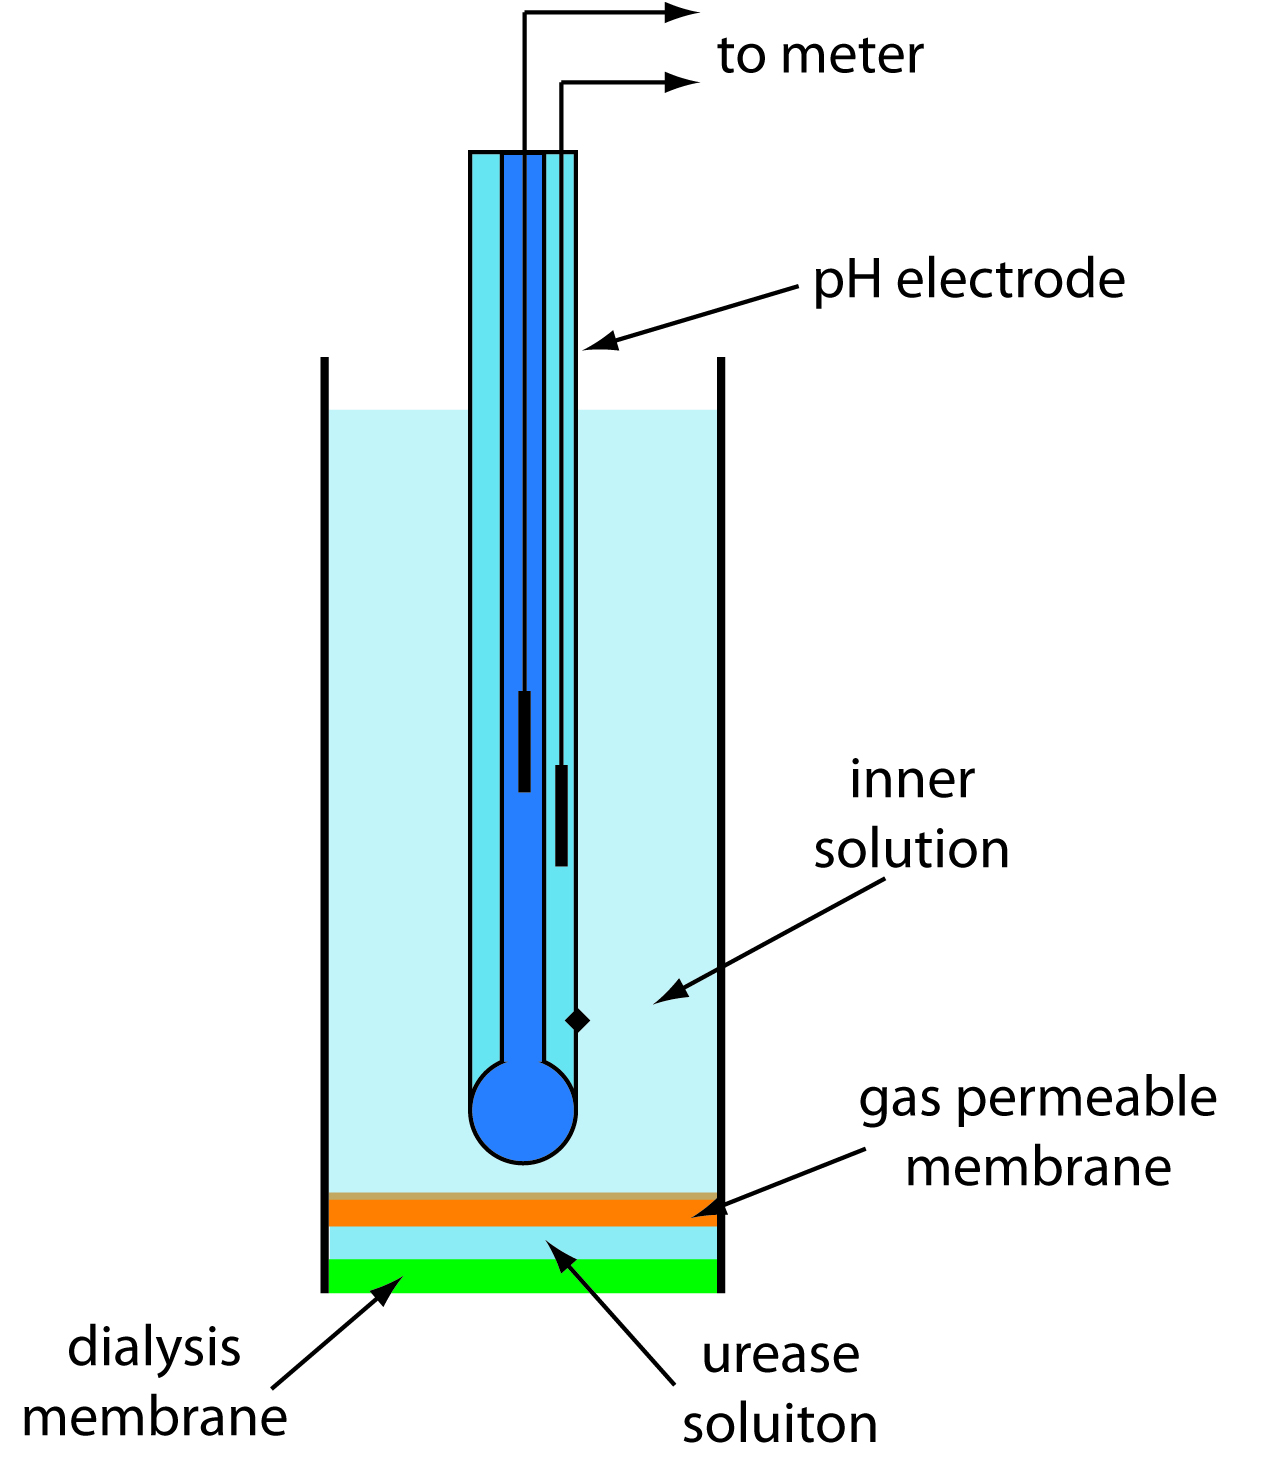 to meter
pH electrode
inner
solution
gas permeable
membrane
dialysis
membrane
urease
soluiton